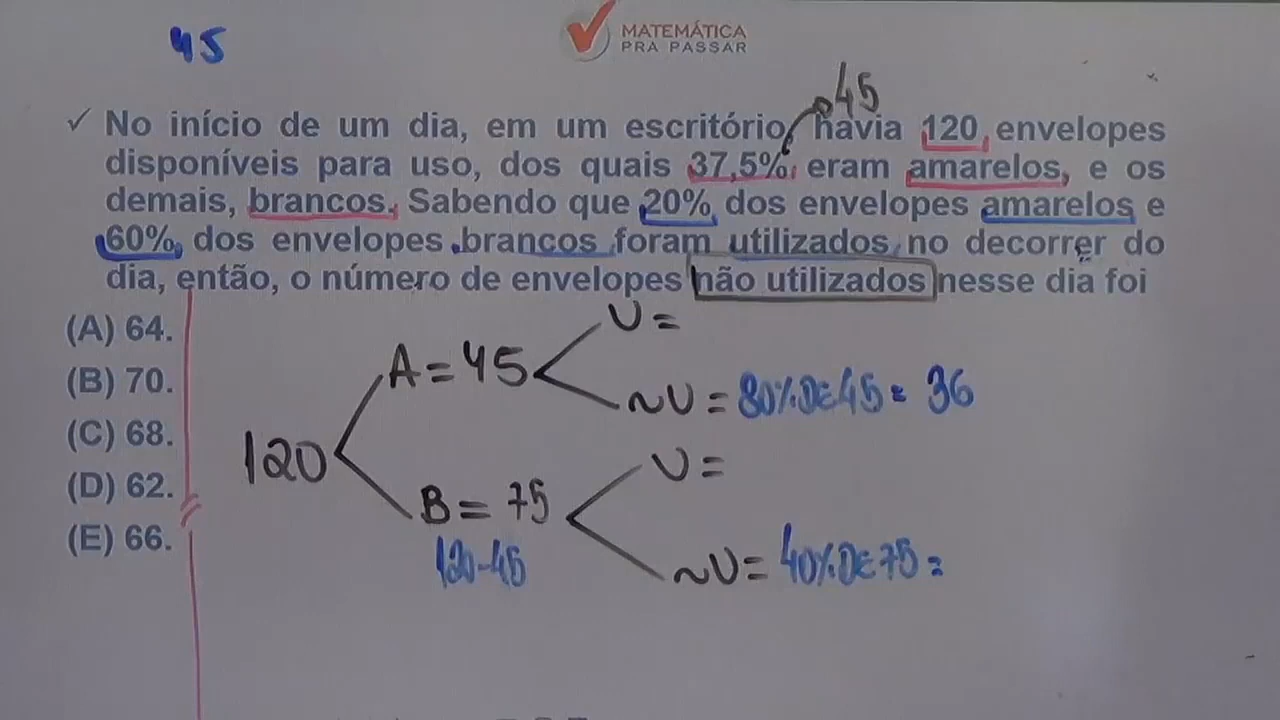 45
MATEMÁTICA
PRA PASSAR
45
✓ No início de um dia, em um escritório, havia 120 envelopes
disponíveis para uso, dos quais 37,5% eram amarelos, e os
demais, brancos. Sabendo que 20% dos envelopes amarelos e
60% dos envelopes brancos foram utilizados no decorrer do
dia, então, o número de envelopes não utilizados nesse dia foi
(A) 64.
(B) 70.
(C) 68.
(D) 62.
(E) 66.
U =
A = 45
~U = 80% DE 45 = 36
120
U =
B = 75
120-45
~U = 40% DE 75 =